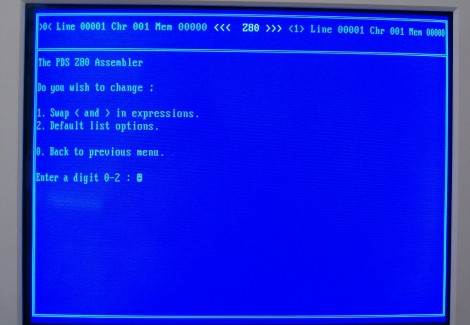 >0< Line 00001 Chr 001 Mem 00000 <<< Z80 >>> <1> Line 00001 Chr 001 Mem 00000
The PDS Z80 Assembler
Do you wish to change :
1. Swap < and > in expressions.
2. Default list options.
0. Back to previous menu.
Enter a digit 0-2 :